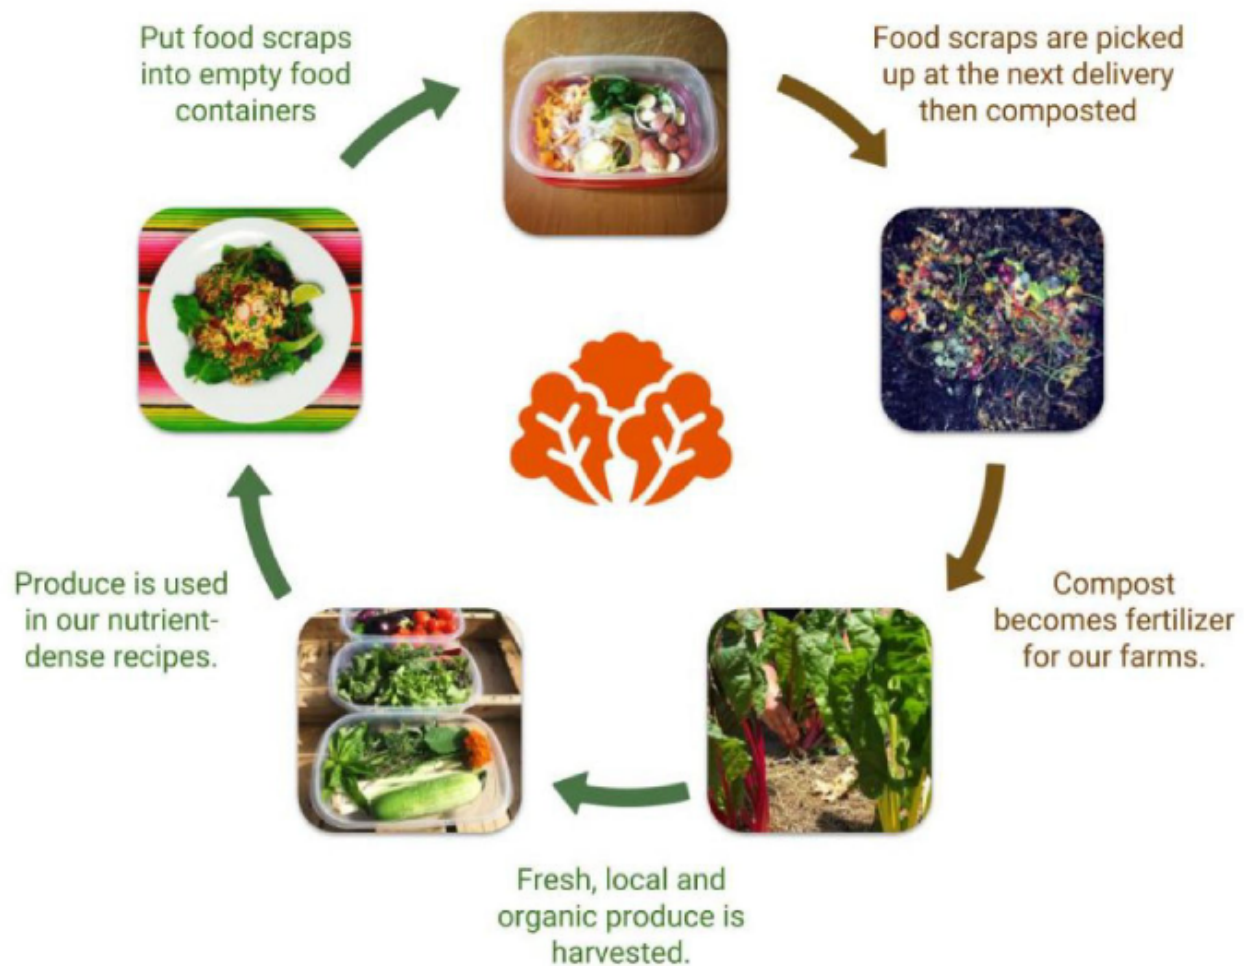 Put food scraps
into empty food
containers
Food scraps are picked
up at the next delivery
then composted
Compost
becomes fertilizer
for our farms.
Fresh, local and
organic produce is
harvested.
Produce is used
in our nutrient-
dense recipes.